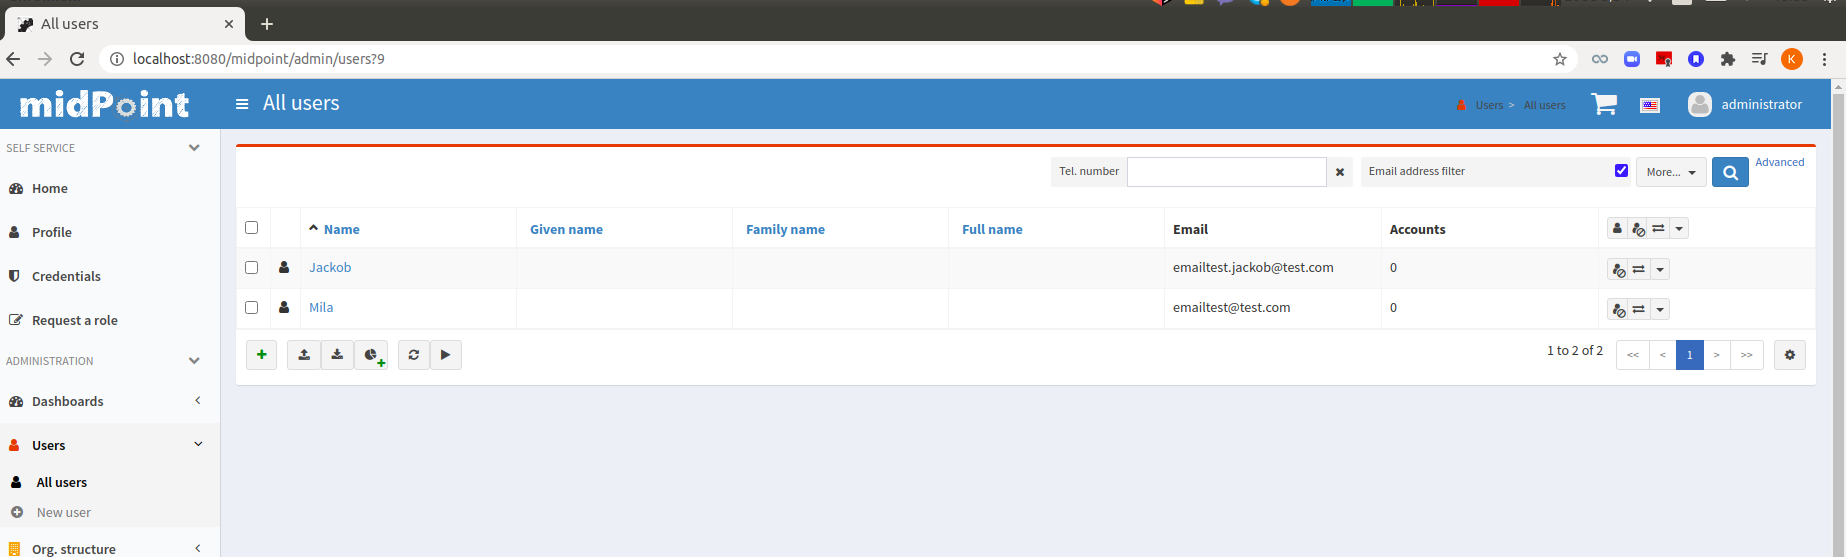 All users
localhost:8080/midpoint/admin/users?9
K
midPoint
All users
Users > All users
administrator
SELF SERVICE
Home
Profile
Credentials
Request a role
ADMINISTRATION
Dashboards
Users
All users
New user
Org. structure
Tel. number
Email address filter
More...
Advanced
Name Given name Family name Full name Email Accounts
Jackob emailtest.jackob@test.com 0
Mila emailtest@test.com 0
1 to 2 of 2 << < 1 > >>